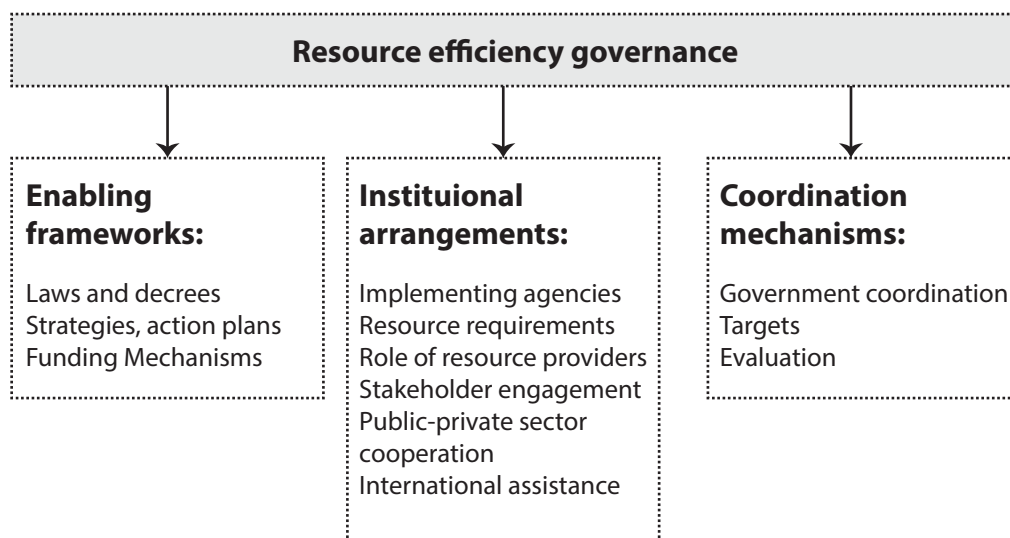 Resource efficiency governance
Enabling
frameworks:
Laws and decrees
Strategies, action plans
Funding Mechanisms
Instituional
arrangements:
Implementing agencies
Resource requirements
Role of resource providers
Stakeholder engagement
Public-private sector
cooperation
International assistance
Coordination
mechanisms:
Government coordination
Targets
Evaluation